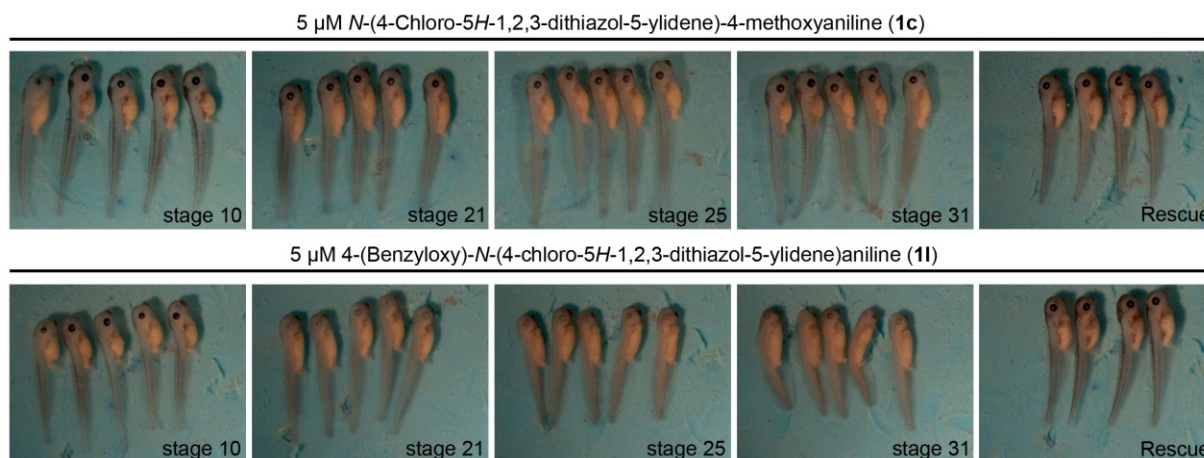 5 µM N-(4-Chloro-5H-1,2,3-dithiazol-5-ylidene)-4-methoxyaniline (1c)
stage 10
stage 21
stage 25
stage 31
Rescue
5 µM 4-(Benzyloxy)-N-(4-chloro-5H-1,2,3-dithiazol-5-ylidene)aniline (1l)
stage 10
stage 21
stage 25
stage 31
Rescue